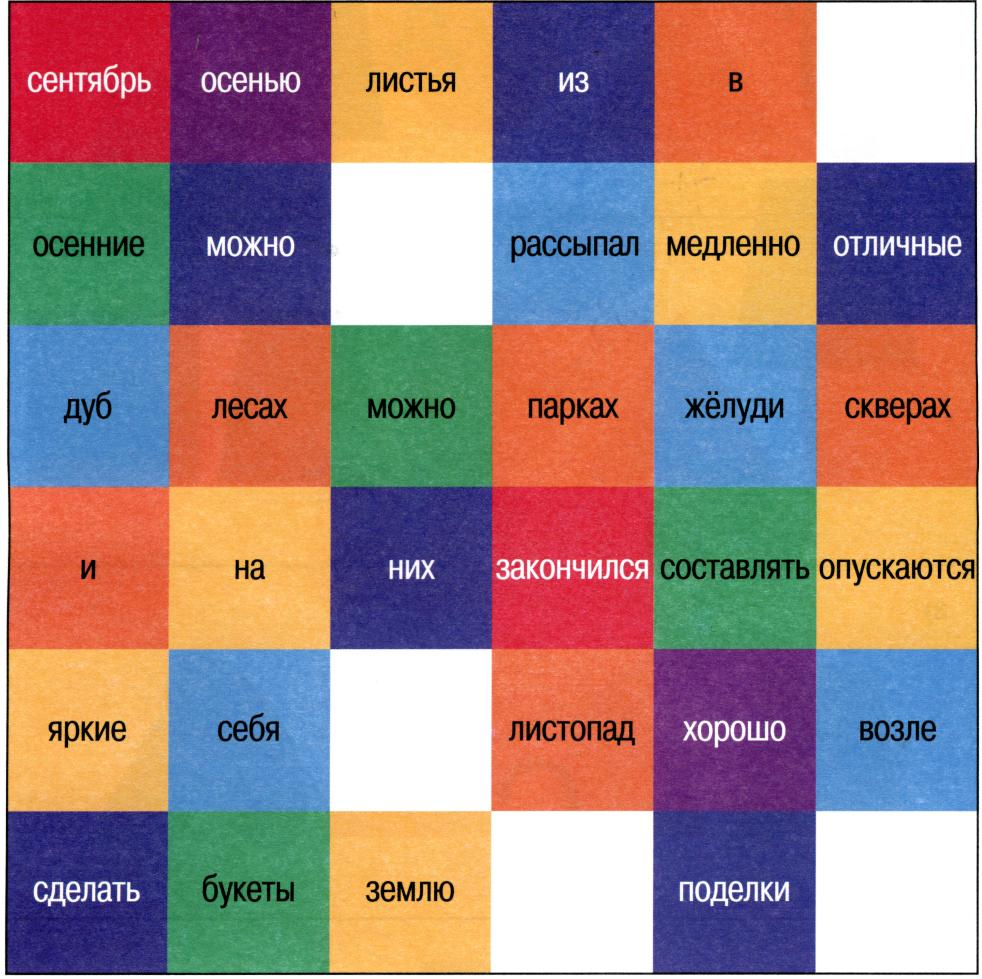 сентябрь осенью листья из в
осенние можно рассыпал медленно отличные
дуб лесах можно парках жёлуди скверах
и на них закончился составлять опускаются
яркие себя листопад хорошо возле
сделать букеты землю поделки